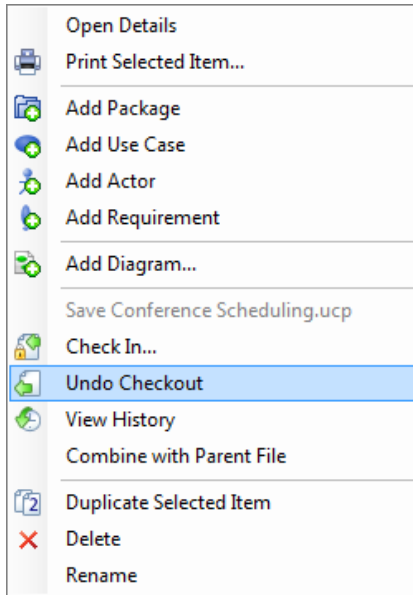 Open Details
Print Selected Item...
Add Package
Add Use Case
Add Actor
Add Requirement
Add Diagram...
Save Conference Scheduling.ucp
Check In...
Undo Checkout
View History
Combine with Parent File
2 Duplicate Selected Item
Delete
Rename